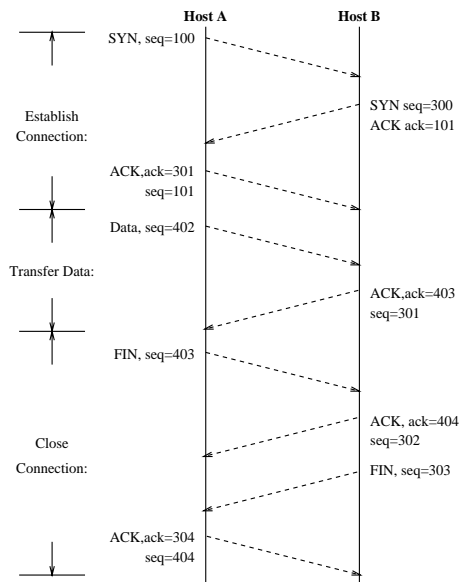 Host A
Host B
SYN, seq=100
SYN seq=300
ACK ack=101
Establish
Connection:
ACK,ack=301
seq=101
Data, seq=402
Transfer Data:
ACK,ack=403
seq=301
FIN, seq=403
ACK, ack=404
seq=302
Close
Connection:
FIN, seq=303
ACK,ack=304
seq=404